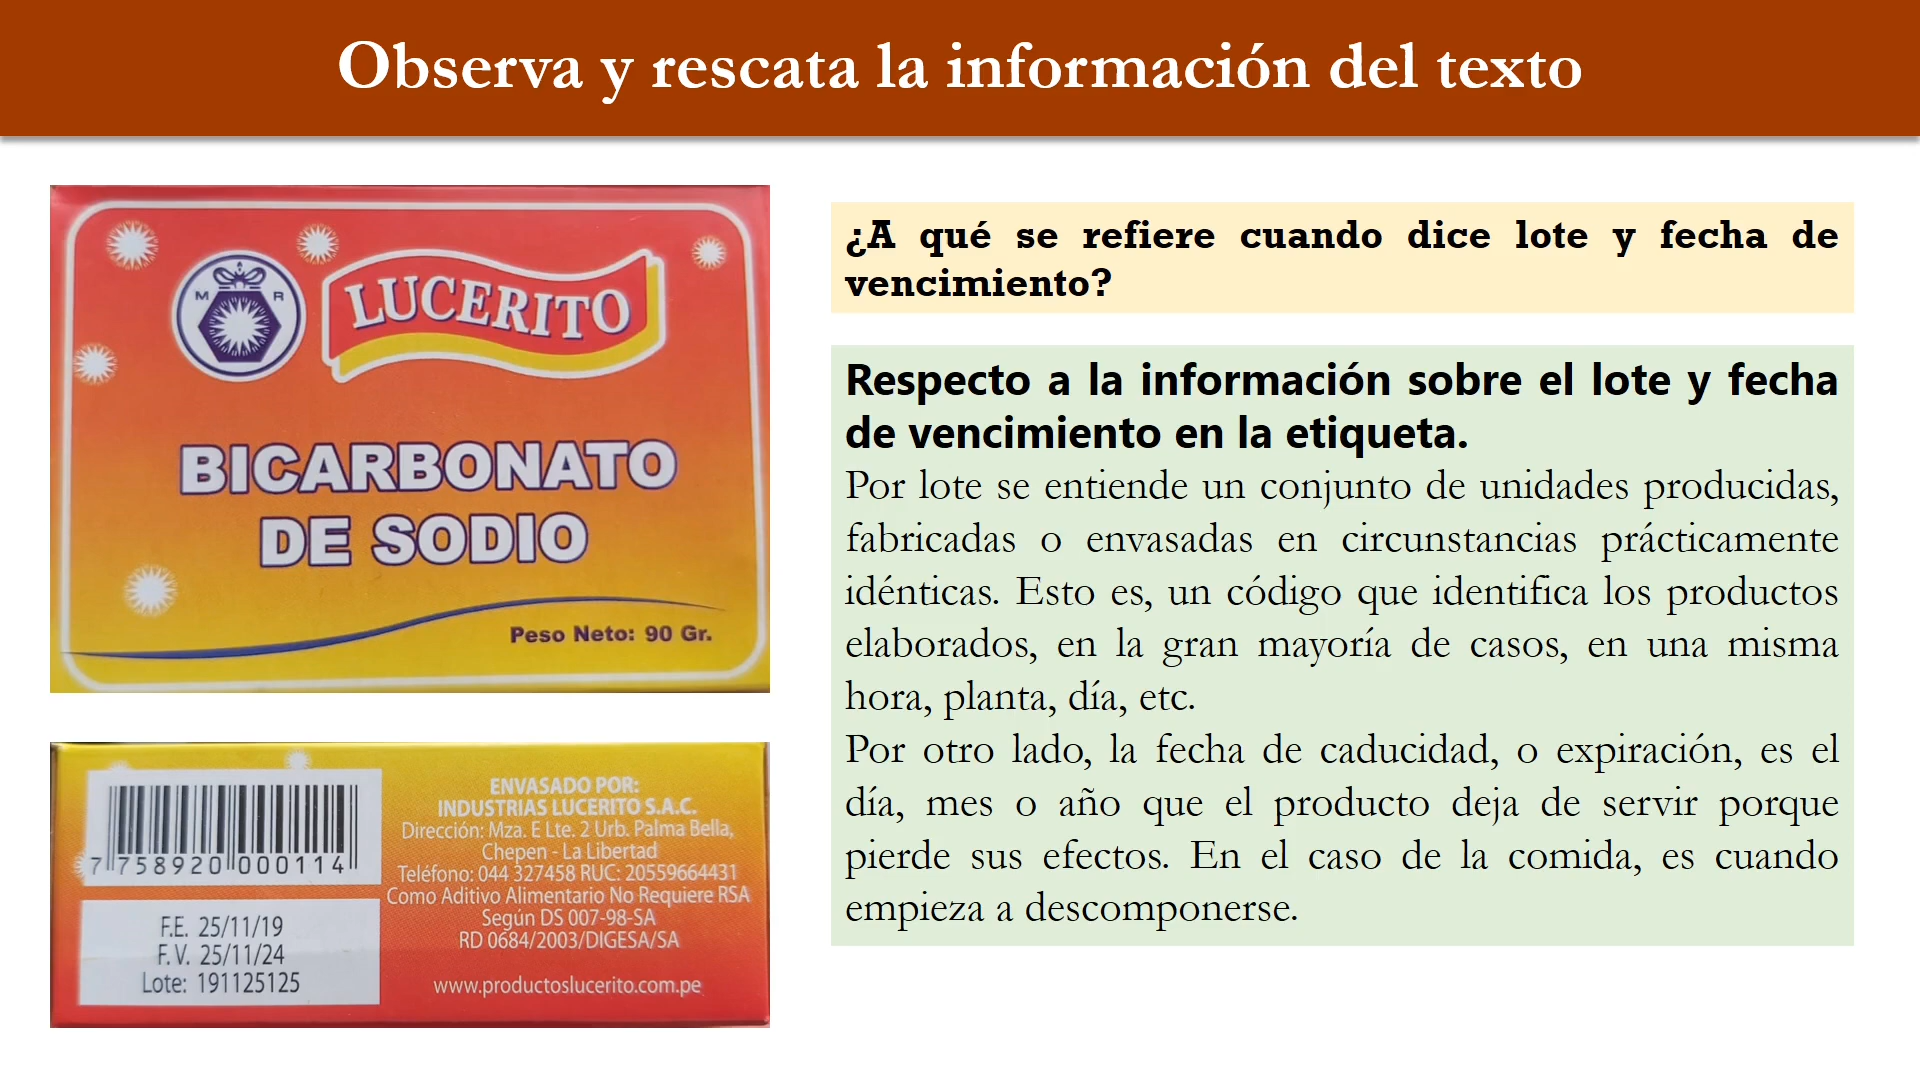 Observa y rescata la información del texto
M R
LUCERITO
BICARBONATO
DE SODIO
Peso Neto: 90 Gr.
7 758920 000114
F.E. 25/11/19
F.V. 25/11/24
Lote: 191125125
ENVASADO POR:
INDUSTRIAS LUCERITO S.A.C.
Dirección: Mza. E Lte. 2 Urb. Palma Bella,
Chepen - La Libertad
Teléfono: 044 327458 RUC: 20559664431
Como Aditivo Alimentario No Requiere RSA
Según DS 007-98-SA
RD 0684/2003/DIGESA/SA
www.productoslucerito.com.pe
¿A qué se refiere cuando dice lote y fecha de
vencimiento?
Respecto a la información sobre el lote y fecha
de vencimiento en la etiqueta.
Por lote se entiende un conjunto de unidades producidas,
fabricadas o envasadas en circunstancias prácticamente
idénticas. Esto es, un código que identifica los productos
elaborados, en la gran mayoría de casos, en una misma
hora, planta, día, etc.
Por otro lado, la fecha de caducidad, o expiración, es el
día, mes o año que el producto deja de servir porque
pierde sus efectos. En el caso de la comida, es cuando
empieza a descomponerse.